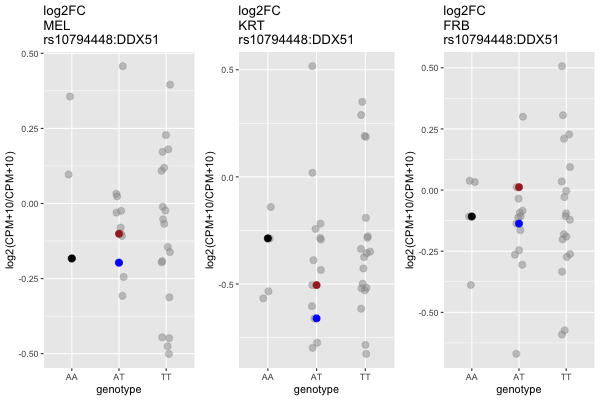 log2FC
MEL
rs10794448:DDX51
log2(CPM+10/CPM+10)
0.50
0.25
0.00
-0.25
-0.50
AA AT TT
genotype
log2FC
KRT
rs10794448:DDX51
log2(CPM+10/CPM+10)
0.5
0.0
-0.5
AA AT TT
genotype
log2FC
FRB
rs10794448:DDX51
log2(CPM+10/CPM+10)
0.50
0.25
0.00
-0.25
-0.50
AA AT TT
genotype